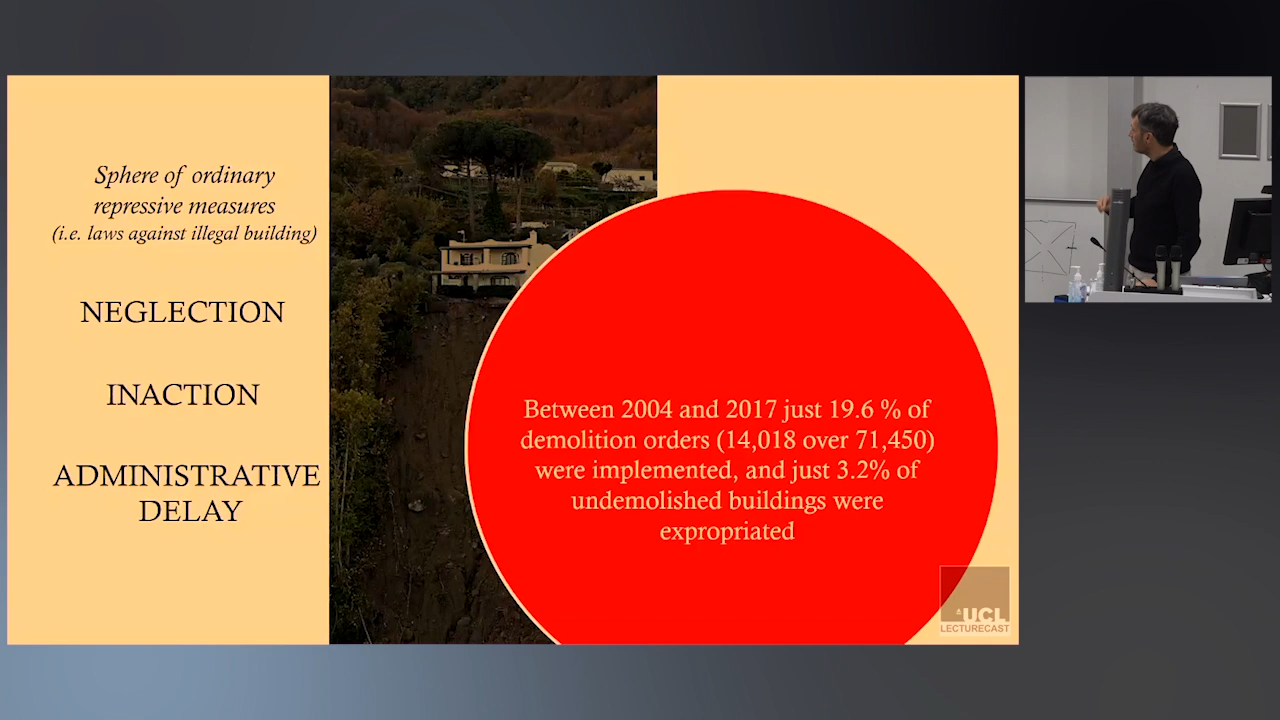 Sphere of ordinary
repressive measures
(i.e. laws against illegal building)
NEGLECTION
INACTION
ADMINISTRATIVE
DELAY
Between 2004 and 2017 just 19.6 % of
demolition orders (14,018 over 71,450)
were implemented, and just 3.2% of
undemolished buildings were
expropriated
UCL
LECTURECAST